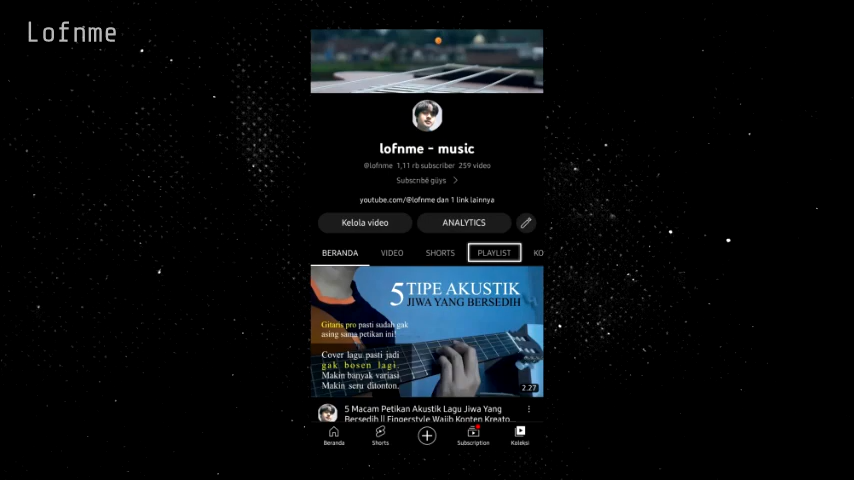 Lofnme
lofnme - music
@lofnme 1,11 rb subscriber 259 video
Subscribê gûys >
youtube.com/@lofnme dan 1 link lainnya
Kelola video ANALYTICS
BERANDA VIDEO SHORTS PLAYLIST KO
5 TIPE AKUSTIK
JIWA YANG BERSEDIH
Gitaris pro pasti sudah gak
asing sama petikan ini!
Cover lagu pasti jadi
gak bosen lagi.
Makin banyak variasi
Makin seru ditonton.
2.27
5 Macam Petikan Akustik Lagu Jiwa Yang
Bersedih || Fingerstyle Wajib Konten Kreato...
Beranda Shorts Subscription Koleksi